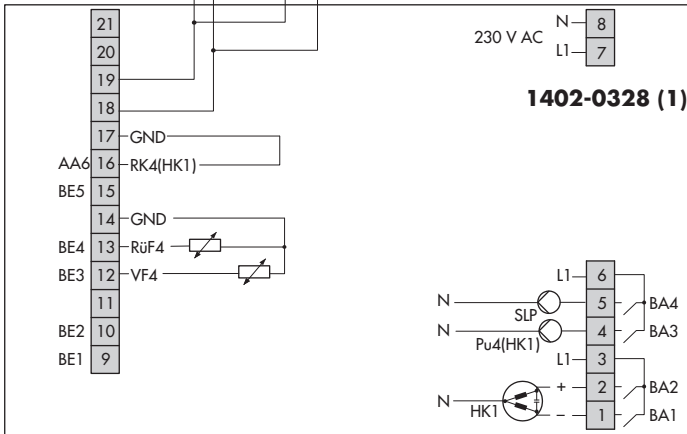 21
20
19
18
17 GND
AA6 16 RK4(HK1)
BE5 15
14 GND
BE4 13 RüF4
BE3 12 VF4
11
BE2 10
BE1 9
230 V AC
N 8
L1 7
1402-0328 (1)
L1 6
N SLP 5 BA4
N Pu4(HK1) 4 BA3
L1 3
+ 2 BA2
N HK1
– 1 BA1